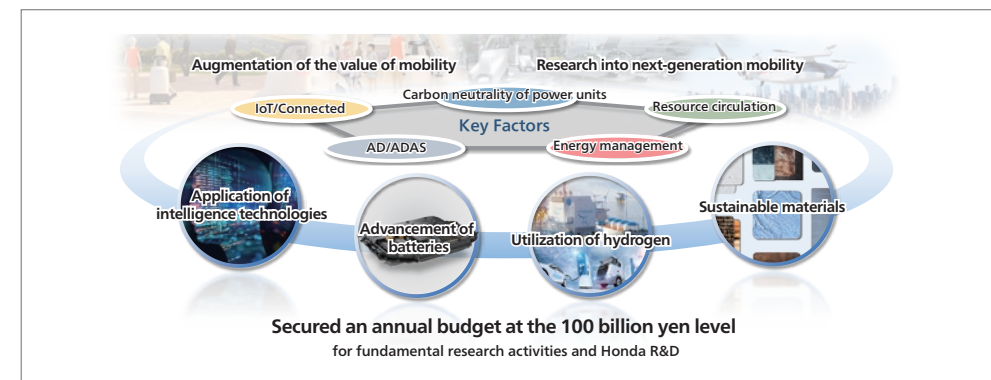 Augmentation of the value of mobility
Research into next-generation mobility
Carbon neutrality of power units
IoT/Connected
Resource circulation
Key Factors
AD/ADAS
Energy management
Application of
intelligence technologies
Advancement of
batteries
Utilization of hydrogen
Sustainable materials
Secured an annual budget at the 100 billion yen level
for fundamental research activities and Honda R&D